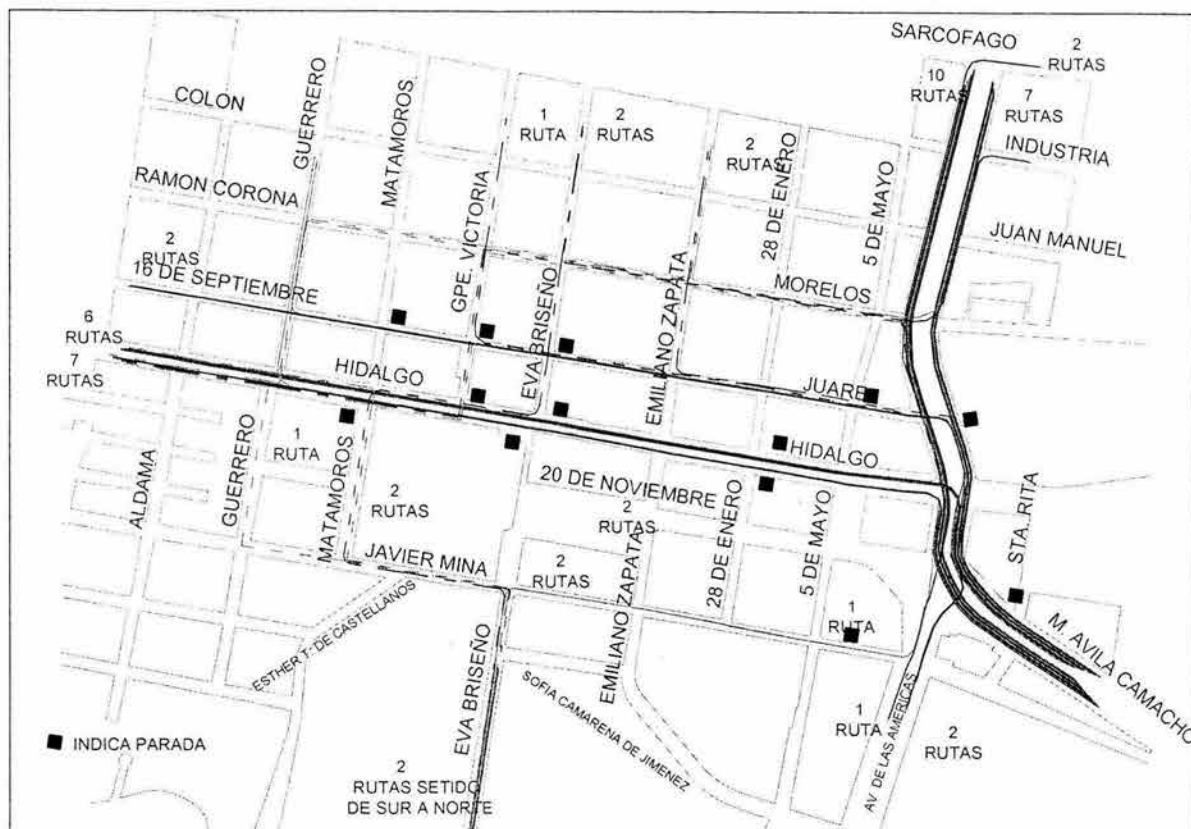 SARCOFAGO
2
RUTAS
10
RUTAS
7
RUTAS
INDUSTRIA
COLON
GUERRERO
MATAMOROS
1
RUTA
2
RUTAS
2
RUTAS
28 DE ENERO
5 DE MAYO
JUAN MANUEL
RAMON CORONA
GPE. VICTORIA
2
RUTAS
16 DE SEPTIEMBRE
MORELOS
EVA BRISEÑO
EMILIANO ZAPATA
6
RUTAS
7
RUTAS
HIDALGO
JUARE
HIDALGO
1
RUTA
20 DE NOVIEMBRE
ALDAMA
GUERRERO
MATAMOROS
2
RUTAS
2
RUTAS
28 DE ENERO
5 DE MAYO
STA. RITA
JAVIER MINA
2
RUTAS
EMILIANO ZAPATA
1
RUTA
M. AVILA CAMACHO
ESTHER T. DE CASTELLANOS
EVA BRISEÑO
SOFIA CAMARENA DE JIMENEZ
1
RUTA
AV. DE LAS AMERICAS
2
RUTAS
INDICA PARADA
2
RUTAS SETIDO
DE SUR A NORTE